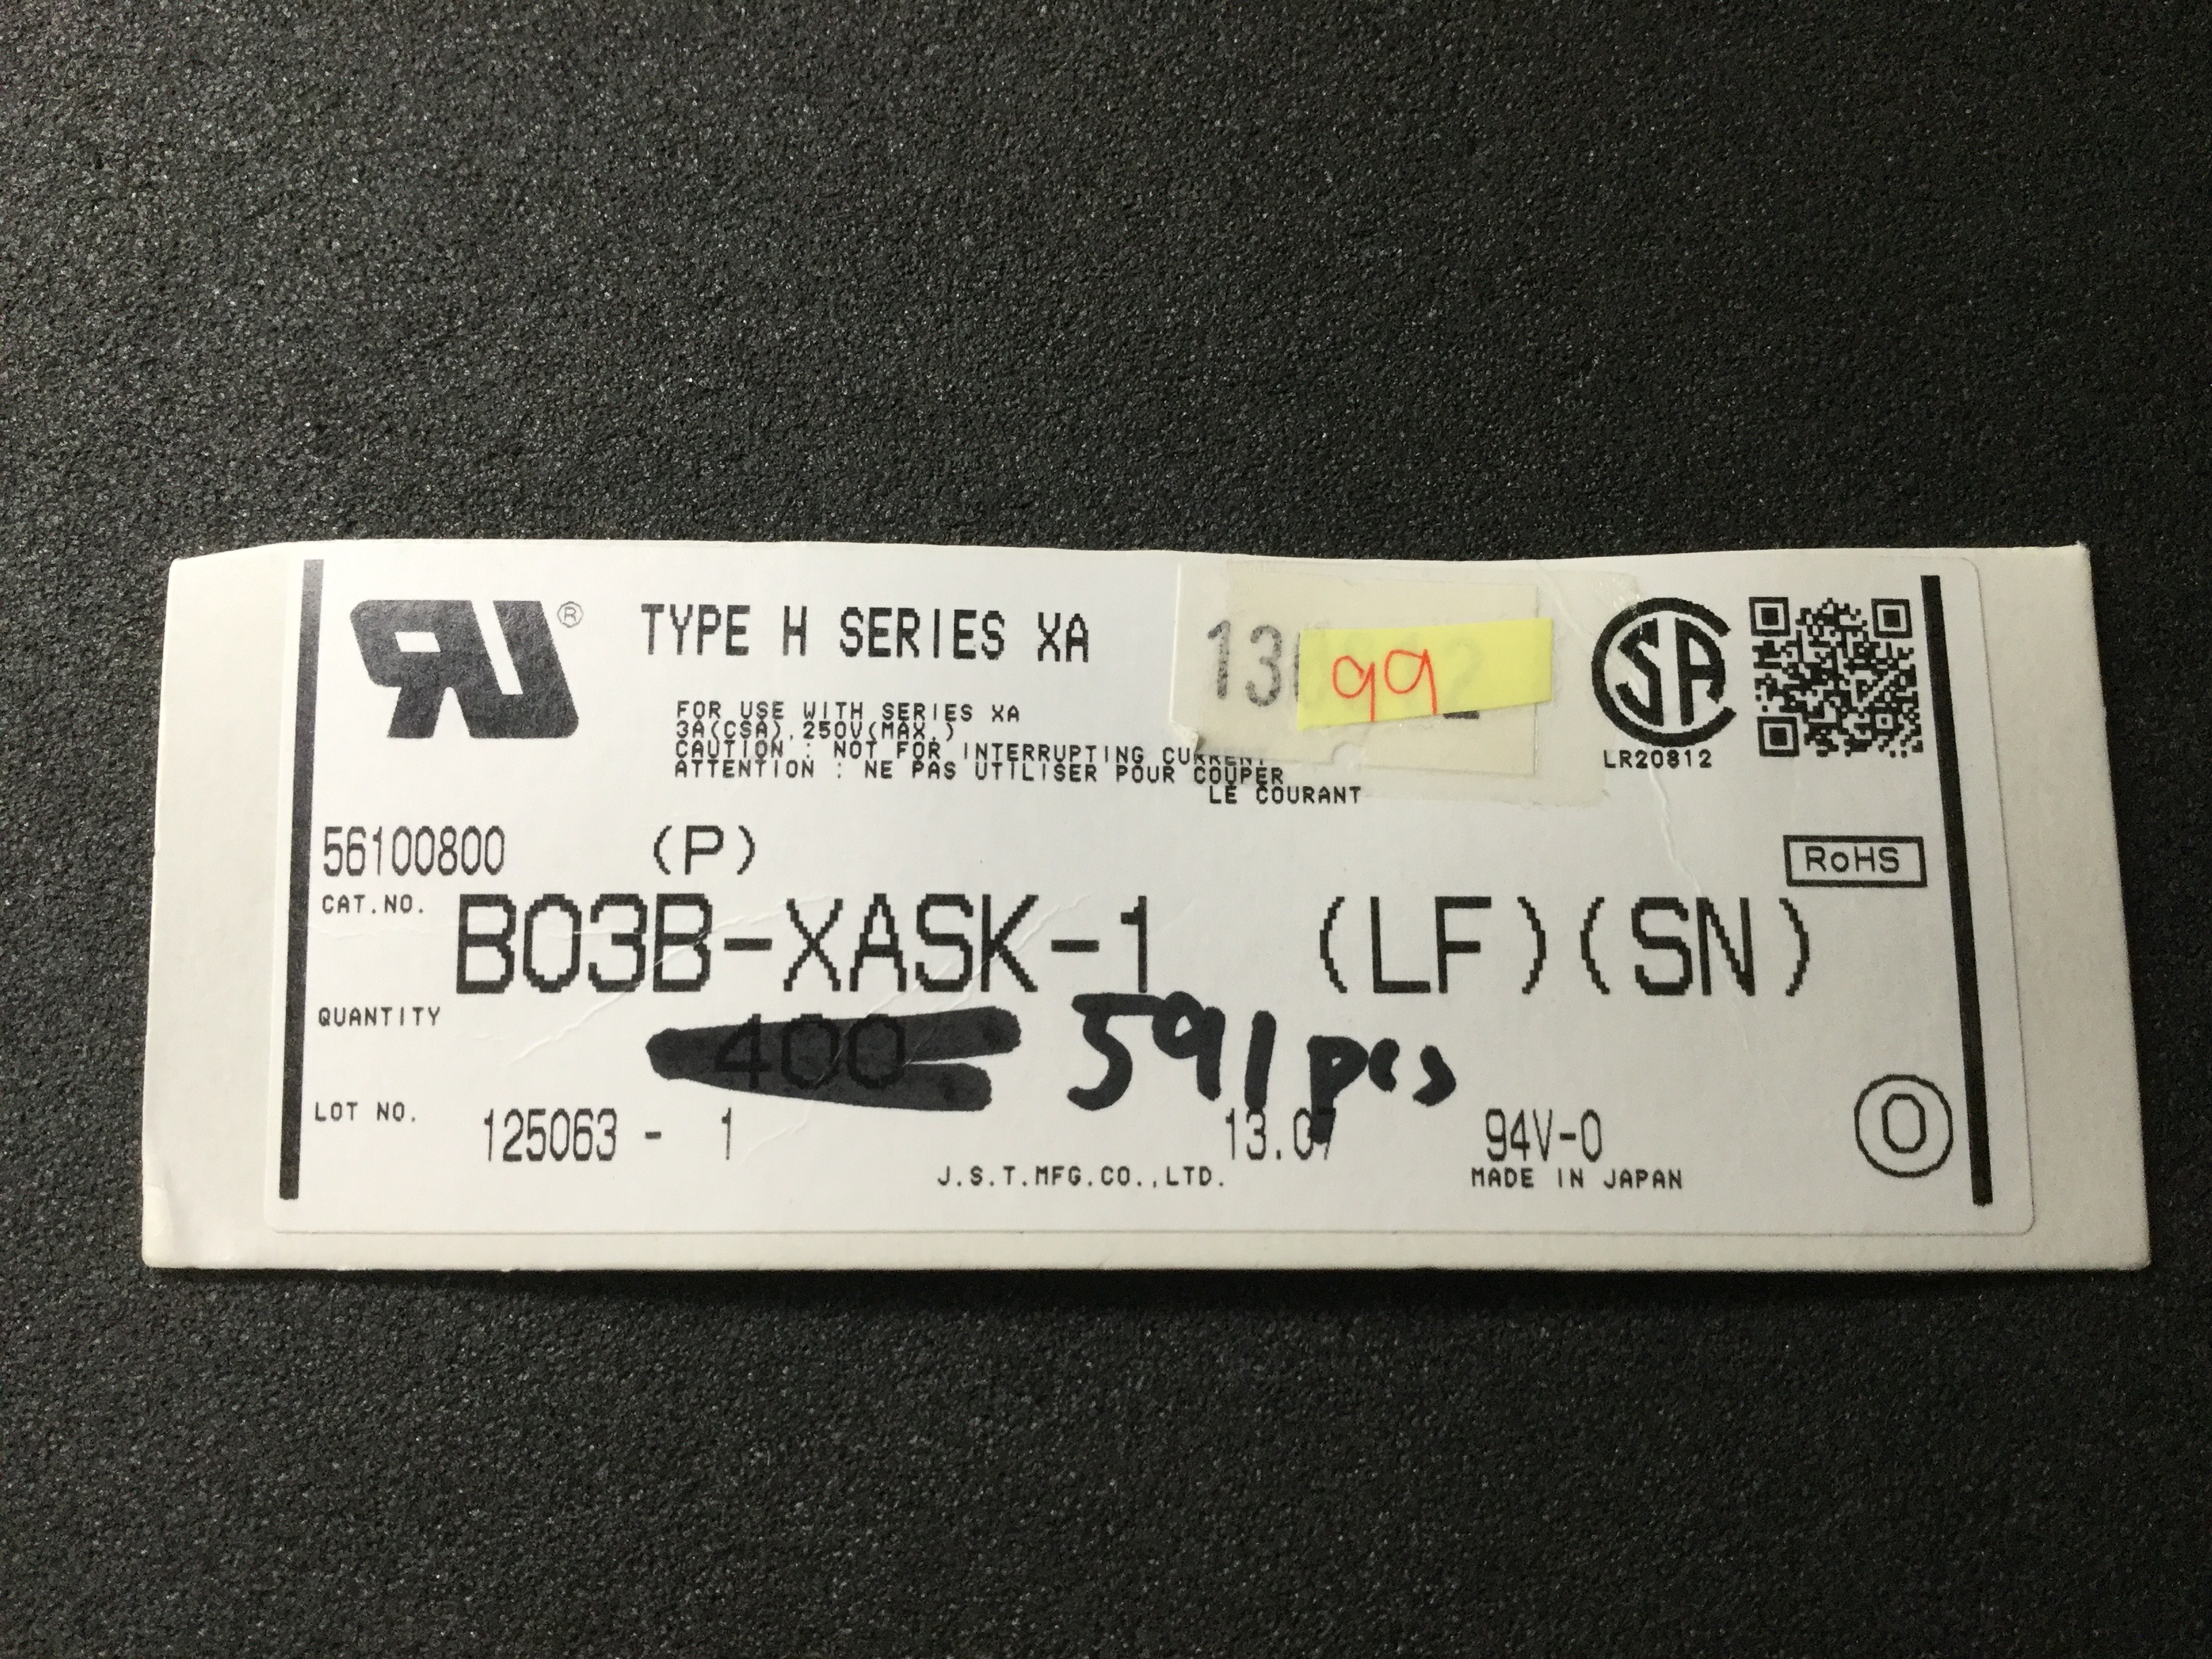 ®
TYPE H SERIES XA
99
FOR USE WITH SERIES XA
3A(CSA),250V(MAX.)
CAUTION : NOT FOR INTERRUPTING CURRENT
ATTENTION : NE PAS UTILISER POUR COUPER
LE COURANT
LR20812
56100800 (P)
RoHS
CAT.NO. B03B-XASK-1 (LF)(SN)
QUANTITY 400 591pcs
LOT NO. 125063 - 1 13.07 94V-0 O
J.S.T.MFG.CO.,LTD. MADE IN JAPAN